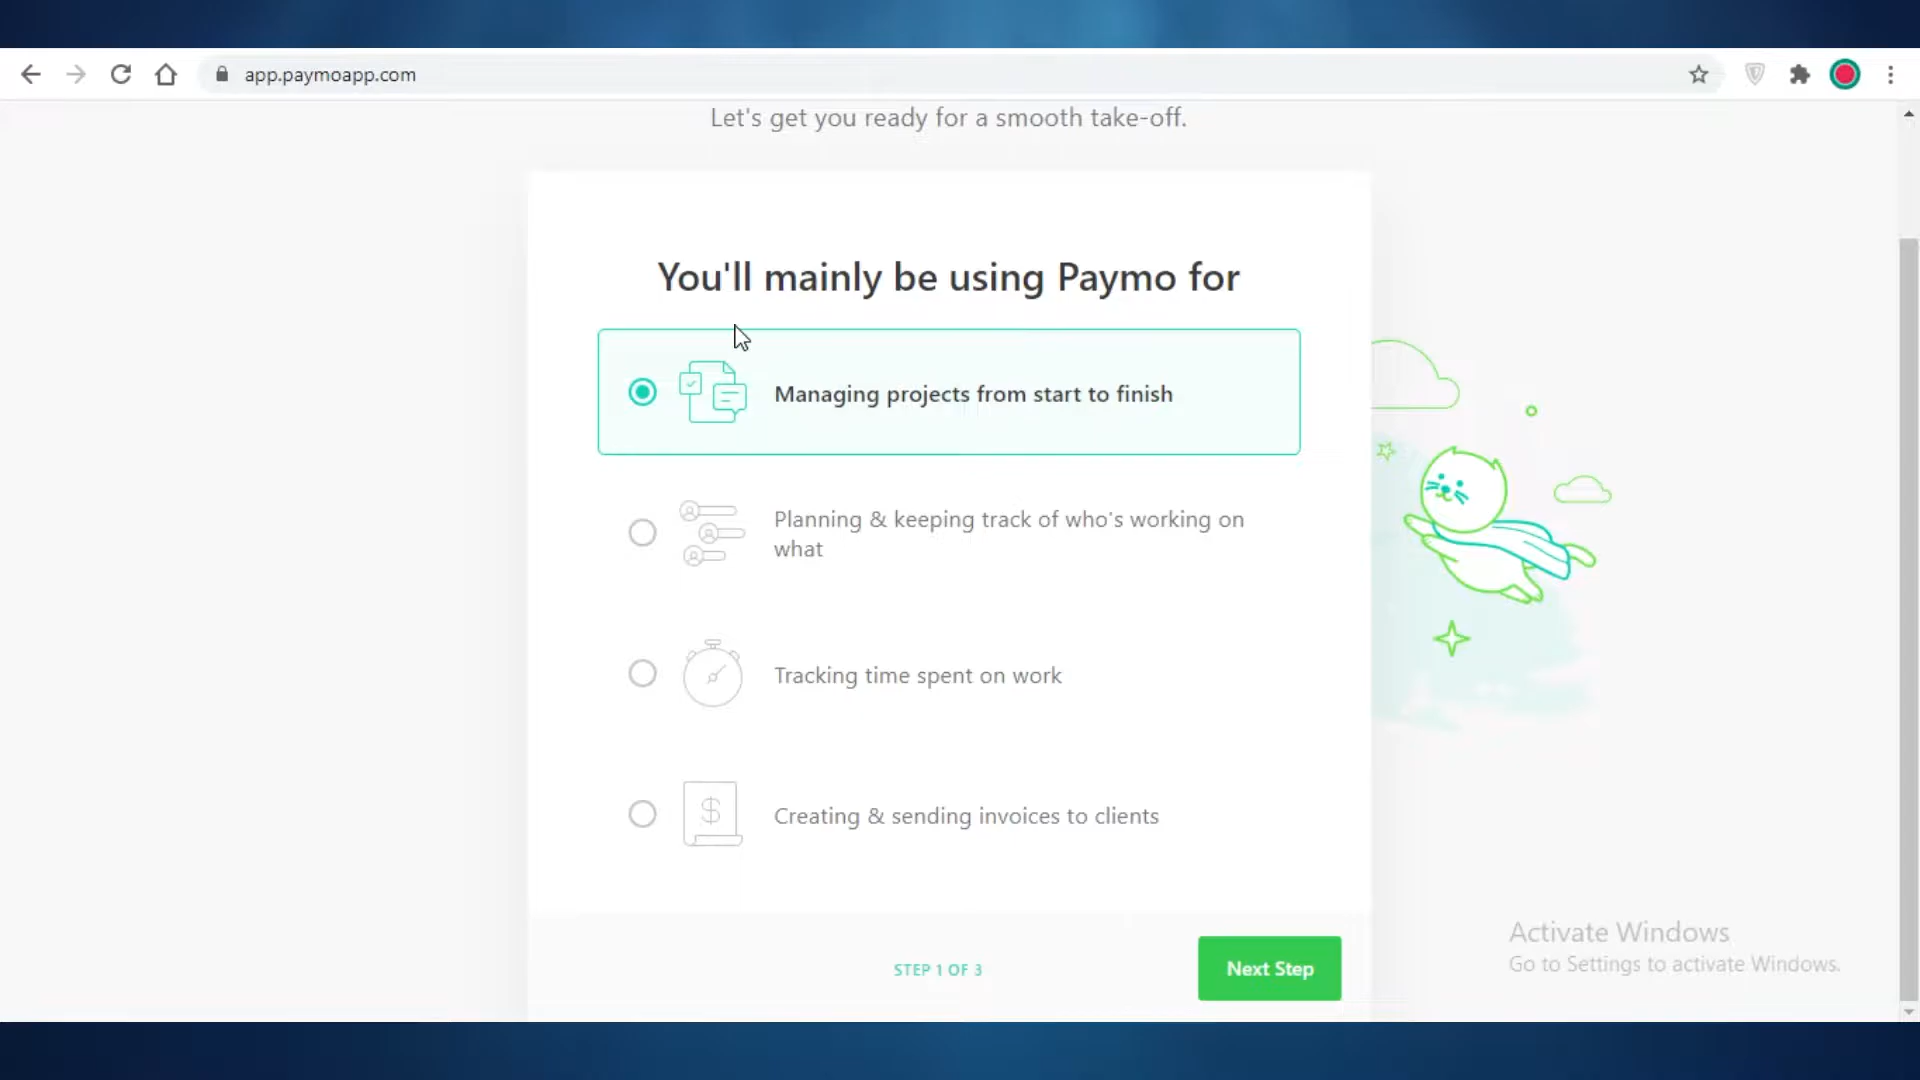 app.paymoapp.com
Let's get you ready for a smooth take-off.
You'll mainly be using Paymo for
Managing projects from start to finish
Planning & keeping track of who's working on
what
Tracking time spent on work
$
Creating & sending invoices to clients
STEP 1 OF 3
Next Step
Activate Windows
Go to Settings to activate Windows.